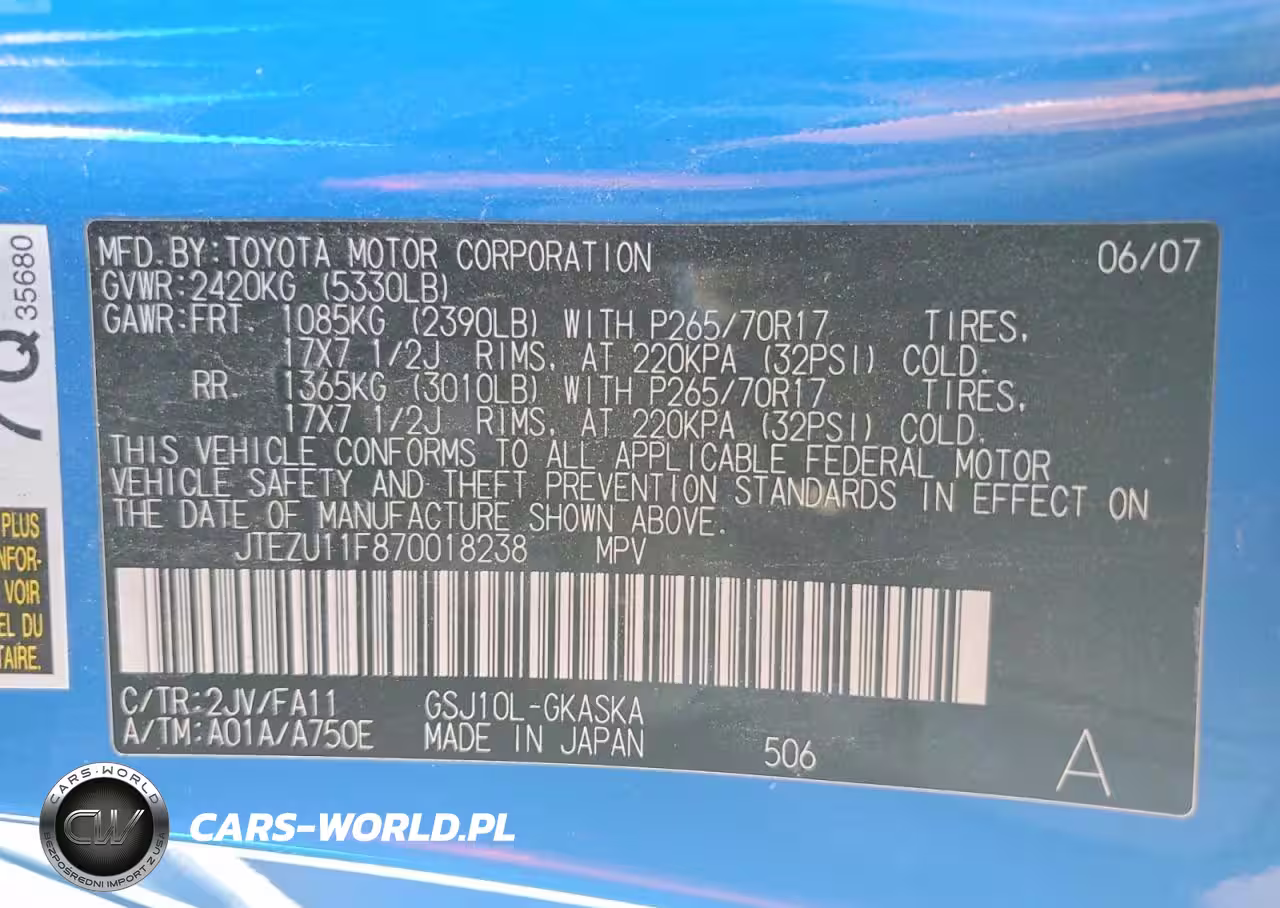 MFD.BY:TOYOTA MOTOR CORPORATION 06/07
GVWR:2420KG (5330LB)
GAWR:FRT. 1085KG (2390LB) WITH P265/70R17 TIRES,
17X7 1/2J RIMS, AT 220KPA (32PSI) COLD.
RR. 1365KG (3010LB) WITH P265/70R17 TIRES,
17X7 1/2J RIMS, AT 220KPA (32PSI) COLD.
THIS VEHICLE CONFORMS TO ALL APPLICABLE FEDERAL MOTOR
VEHICLE SAFETY AND THEFT PREVENTION STANDARDS IN EFFECT ON
THE DATE OF MANUFACTURE SHOWN ABOVE.
JTEZU11F870018238 MPV
C/TR:2JV/FA11 GSJ10L-GKASKA
A/TM:A01A/A750E MADE IN JAPAN 506 A
Q 35680
PLUS
VOIR
DU
CARS-WORLD
CW
BEZPOŚREDNI IMPORT Z USA
CARS-WORLD.PL